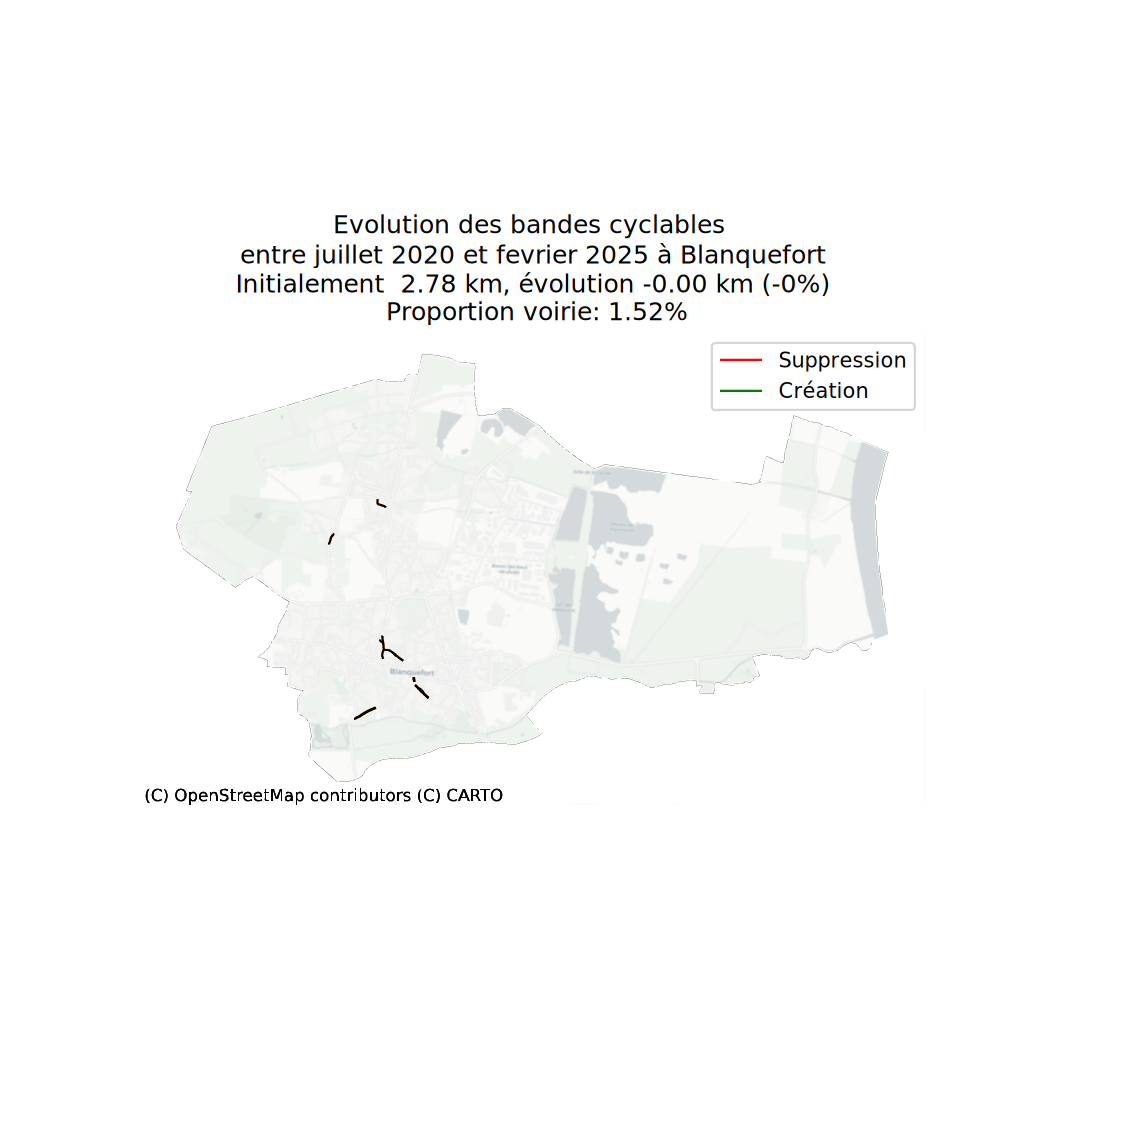 Evolution des bandes cyclables
entre juillet 2020 et fevrier 2025 à Blanquefort
Initialement  2.78 km, évolution -0.00 km (-0%)
Proportion voirie: 1.52%
Suppression
Création
Blanquefort
(C) OpenStreetMap contributors (C) CARTO